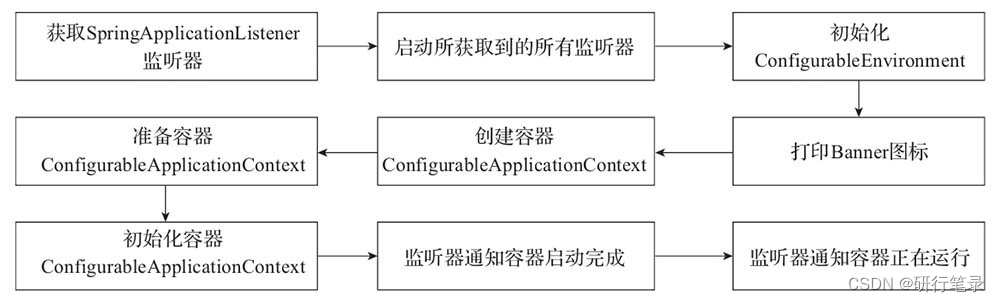 获取SpringApplicationListener
监听器
启动所获取到的所有监听器
初始化
ConfigurableEnvironment
打印Banner图标
创建容器
ConfigurableApplicationContext
准备容器
ConfigurableApplicationContext
初始化容器
ConfigurableApplicationContext
监听器通知容器启动完成
监听器通知容器正在运行
CSDN @研行笔录